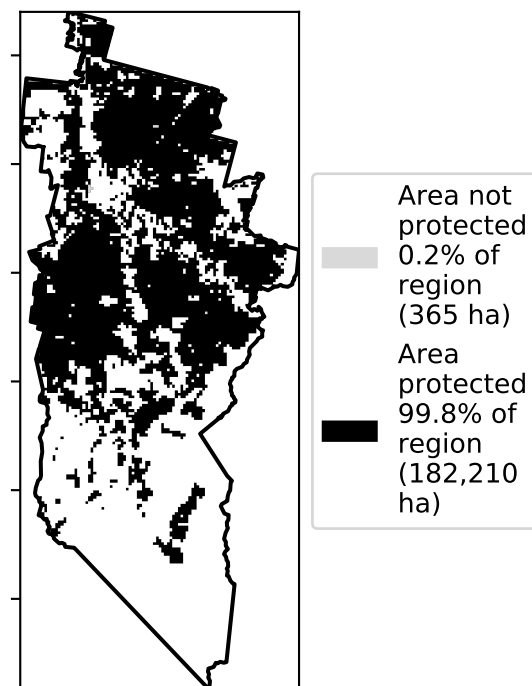 Area not
protected
0.2% of
region
(365 ha)
Area
protected
99.8% of
region
(182,210
ha)